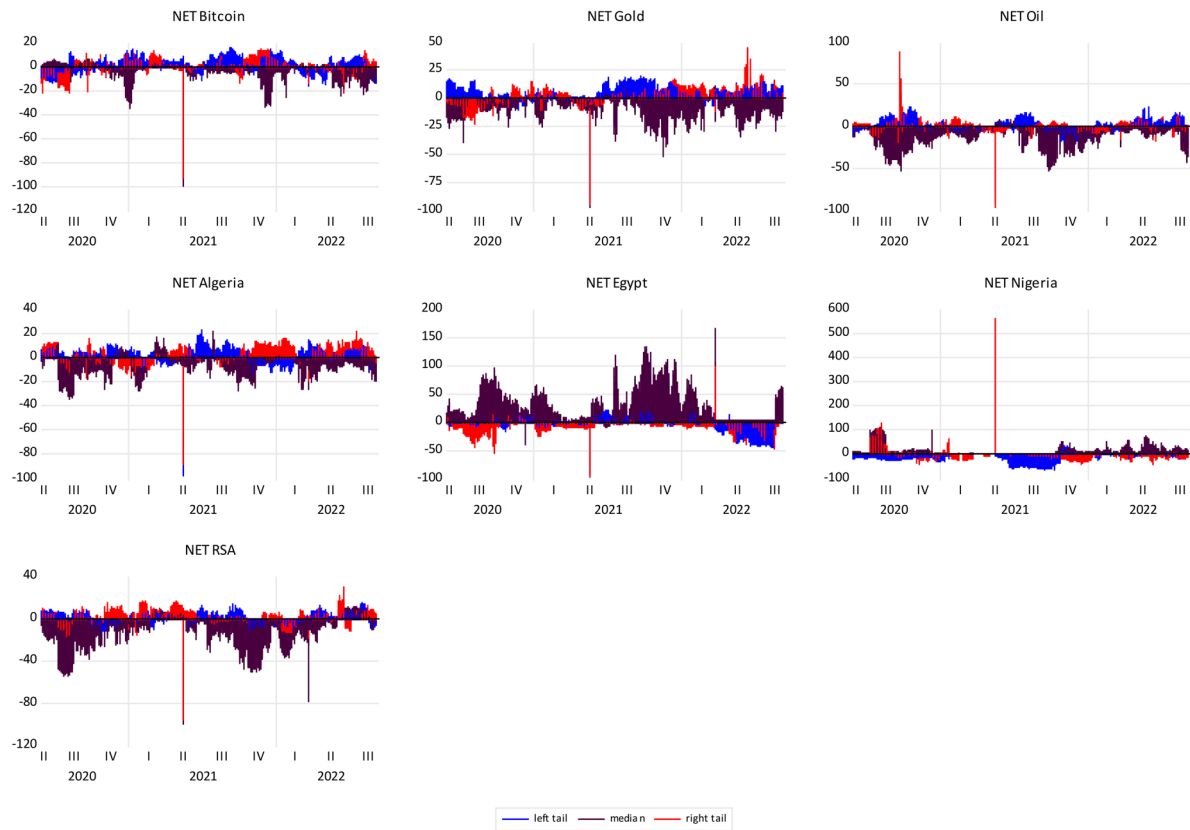 NET Bitcoin
20
0
-20
-40
-60
-80
-100
-120
II III IV I II III IV I II III
2020 2021 2022
NET Gold
50
25
0
-25
-50
-75
-100
II III IV I II III IV I II III
2020 2021 2022
NET Oil
100
50
0
-50
-100
II III IV I II III IV I II III
2020 2021 2022
NET Algeria
40
20
0
-20
-40
-60
-80
-100
II III IV I II III IV I II III
2020 2021 2022
NET Egypt
200
150
100
50
0
-50
-100
II III IV I II III IV I II III
2020 2021 2022
NET Nigeria
600
500
400
300
200
100
0
-100
II III IV I II III IV I II III
2020 2021 2022
NET RSA
40
0
-40
-80
-120
II III IV I II III IV I II III
2020 2021 2022
left tail median right tail